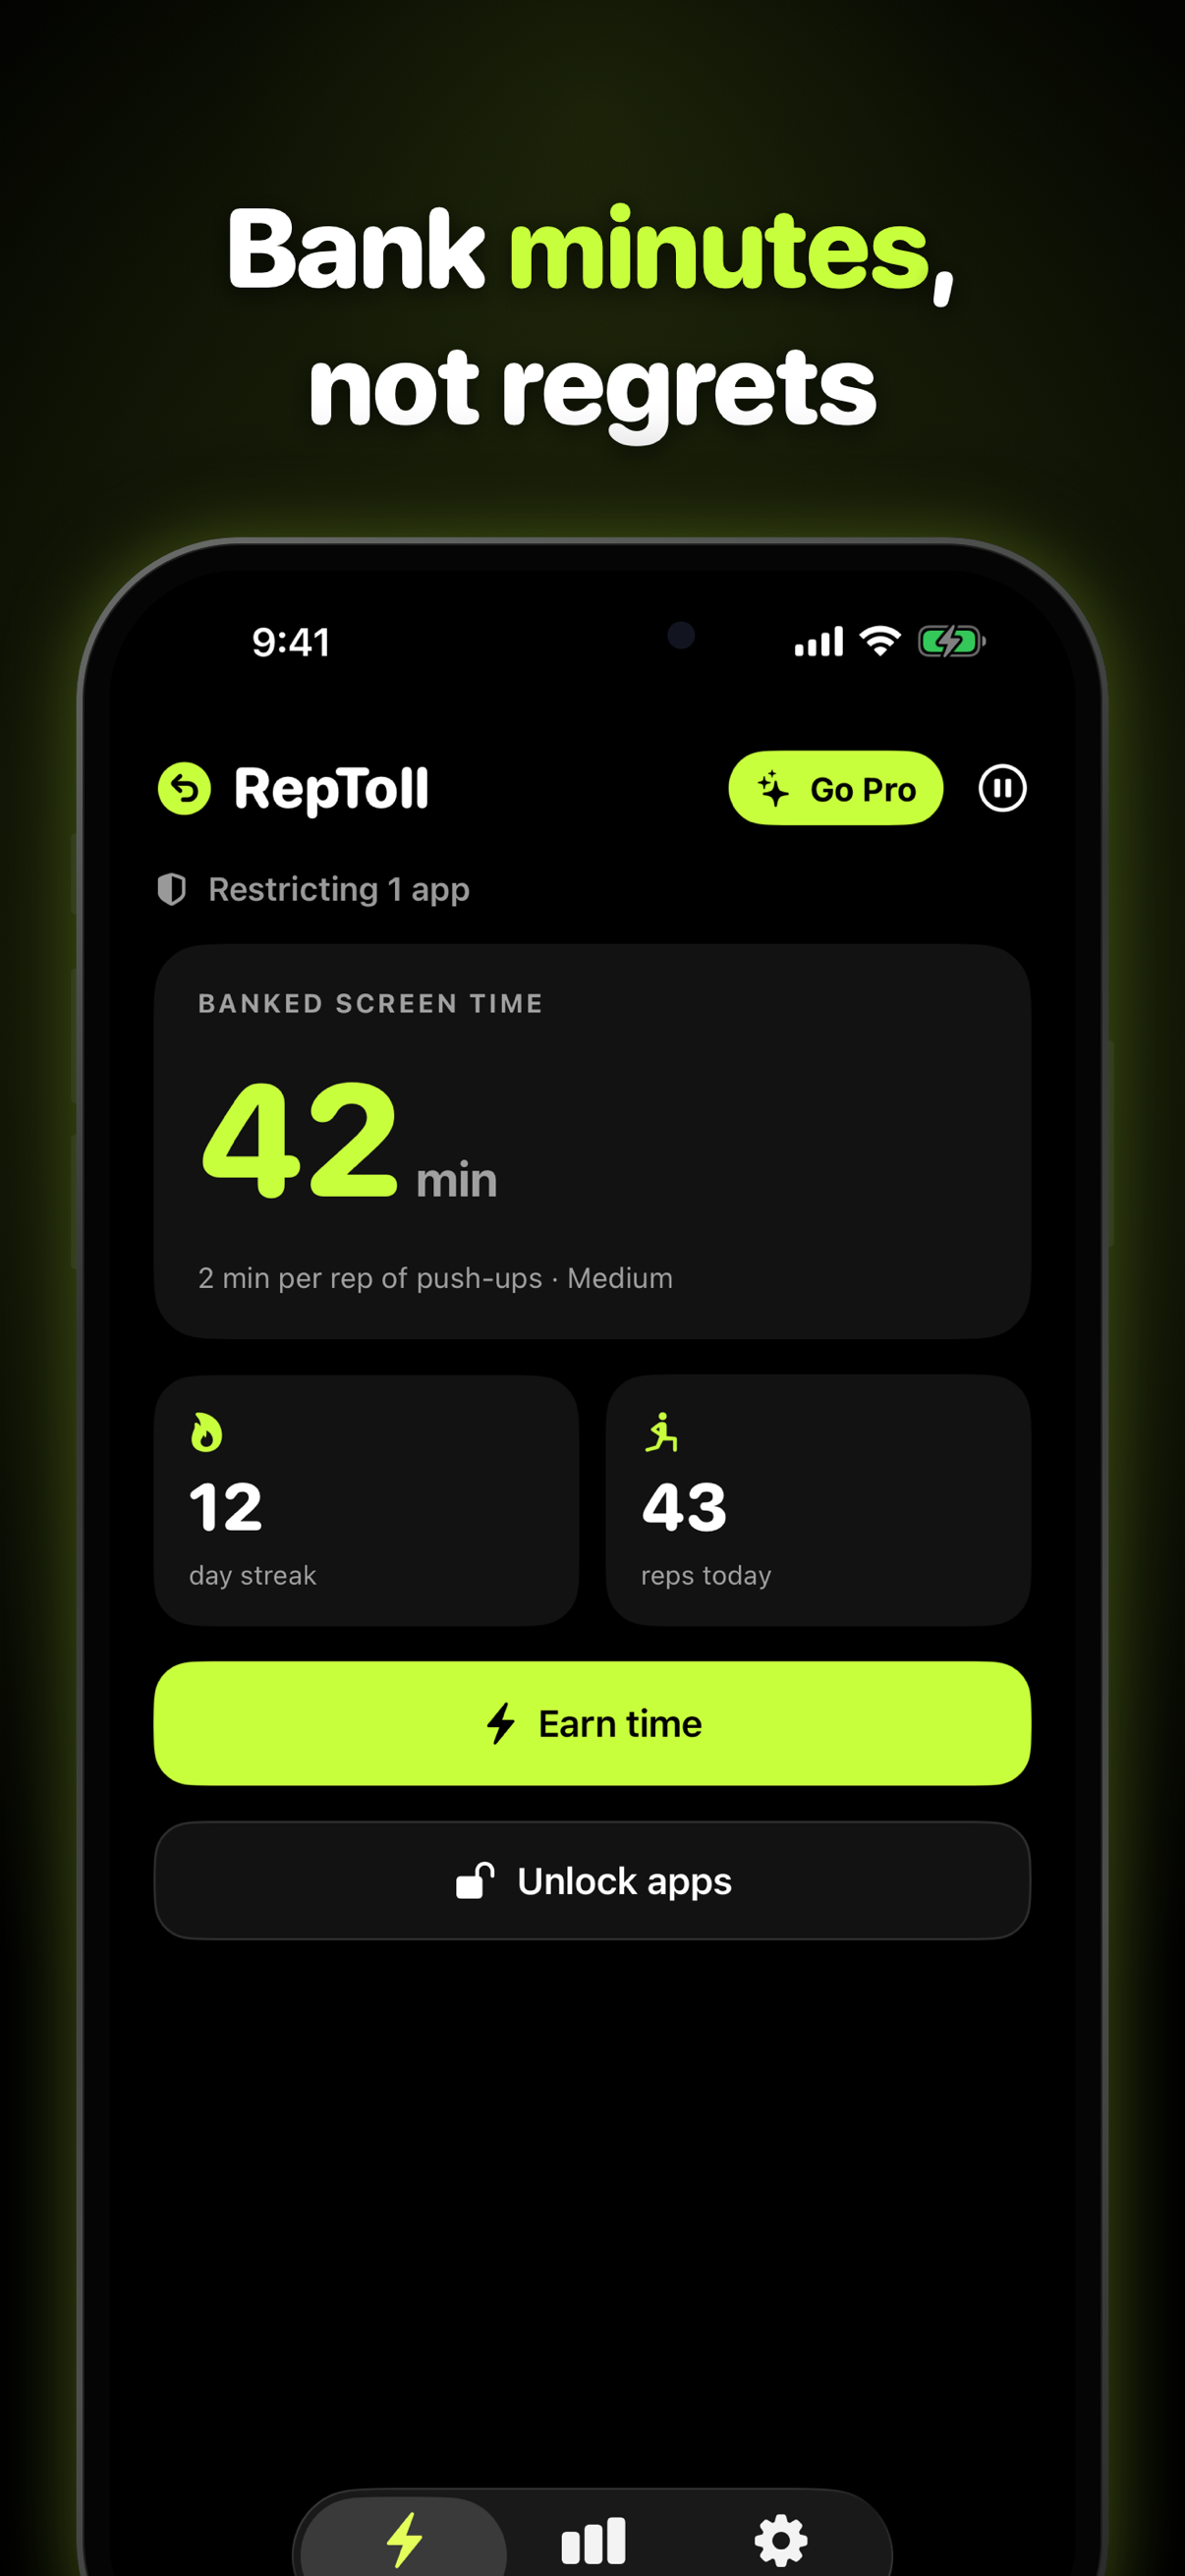 Bank minutes,
not regrets
9:41
RepToll
Go Pro
Restricting 1 app
BANKED SCREEN TIME
42 min
2 min per rep of push-ups · Medium
12
day streak
43
reps today
Earn time
Unlock apps